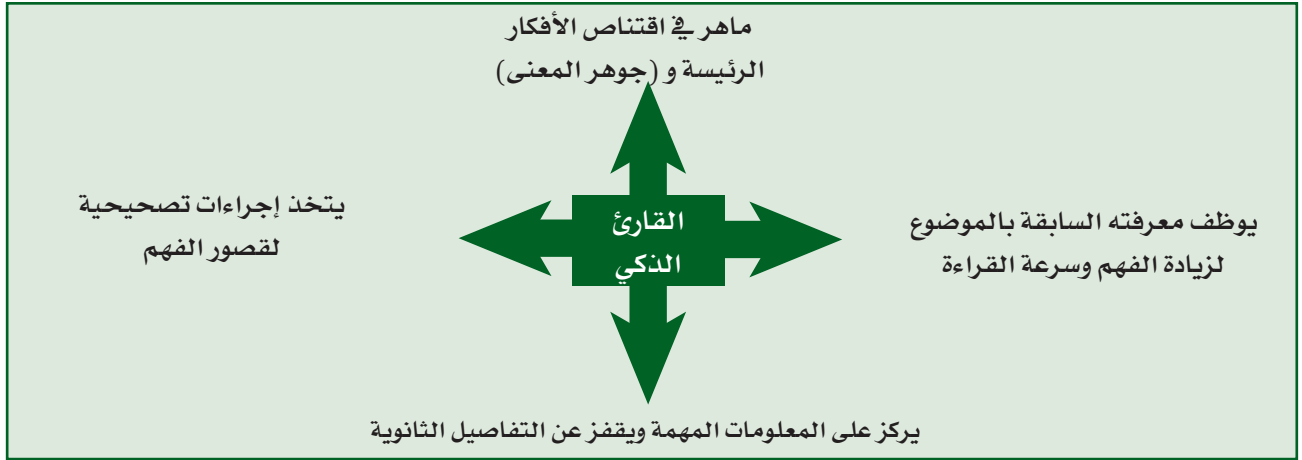 ماهر في اقتناص الأفكار
الرئيسة و (جوهر المعنى)
يوظف معرفته السابقة بالموضوع
لزيادة الفهم وسرعة القراءة
القارئ
الذكي
يتخذ إجراءات تصحيحية
لقصور الفهم
يركز على المعلومات المهمة ويقفز عن التفاصيل الثانوية